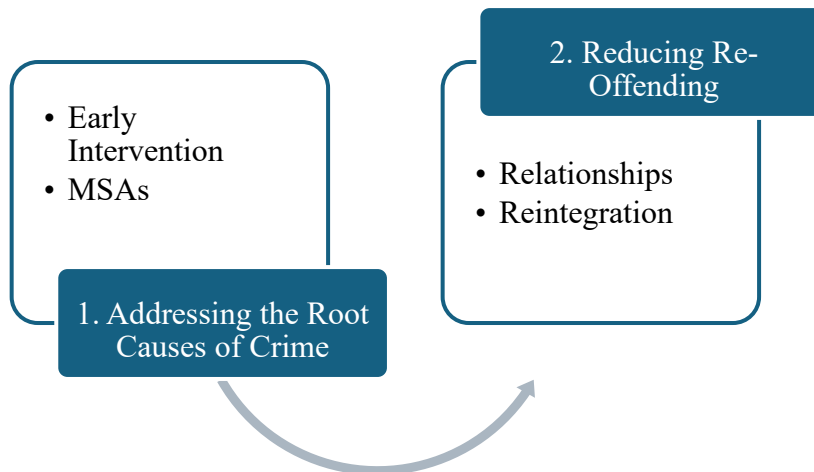 • Early
Intervention
• MSAs
1. Addressing the Root
Causes of Crime
2. Reducing Re-
Offending
• Relationships
• Reintegration